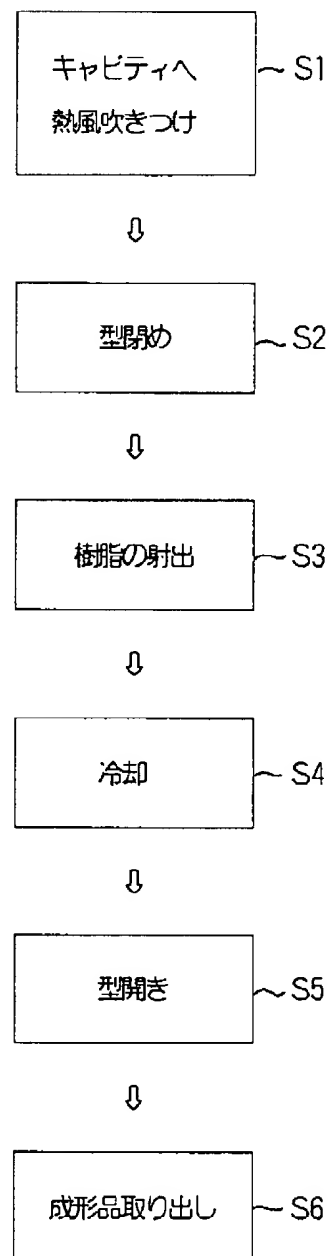 キャビティへ
熱風吹きつけ
S1
⇩
型閉め
S2
⇩
樹脂の射出
S3
⇩
冷却
S4
⇩
型開き
S5
⇩
成形品取り出し
S6